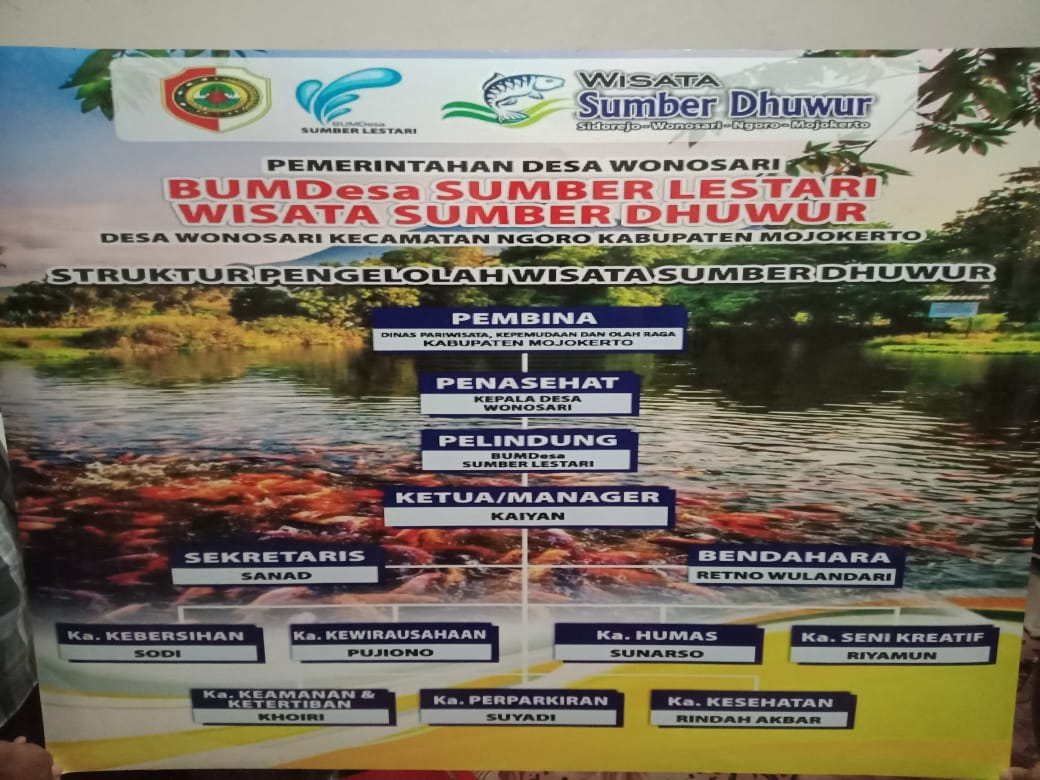 BUMDesa
SUMBER LESTARI
WISATA
Sumber Dhuwur
Sidorejo - Wonosari - Ngoro - Mojokerto
PEMERINTAHAN DESA WONOSARI
BUMDesa SUMBER LESTARI
WISATA SUMBER DHUWUR
DESA WONOSARI KECAMATAN NGORO KABUPATEN MOJOKERTO
STRUKTUR PENGELOLAH WISATA SUMBER DHUWUR
PEMBINA
DINAS PARIWISATA, KEPEMUDAAN DAN OLAH RAGA
KABUPATEN MOJOKERTO
PENASEHAT
KEPALA DESA
WONOSARI
PELINDUNG
BUMDesa
SUMBER LESTARI
KETUA/MANAGER
KAIYAN
SEKRETARIS
SANAD
BENDAHARA
RETNO WULANDARI
Ka. KEBERSIHAN
SODI
Ka. KEWIRAUSAHAAN
PUJIONO
Ka. HUMAS
SUNARSO
Ka. SENI KREATIF
RIYAMUN
Ka. KEAMANAN &
KETERTIBAN
KHOIRI
Ka. PERPARKIRAN
SUYADI
Ka. KESEHATAN
RINDAH AKBAR